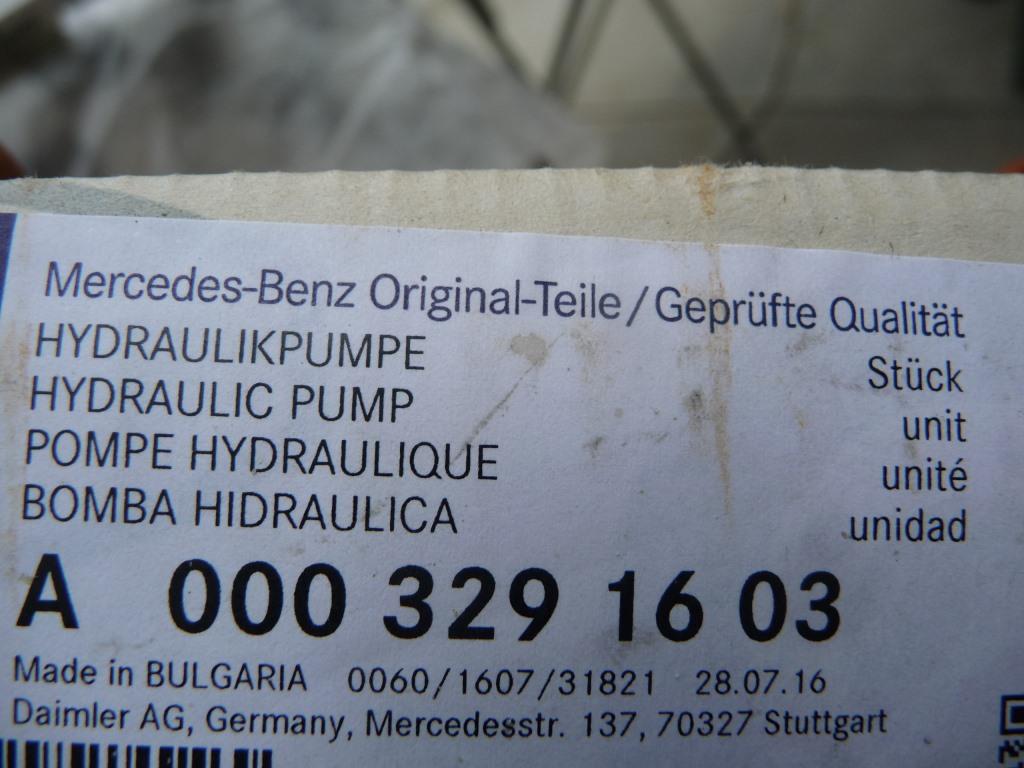 Mercedes-Benz Original-Teile/Geprüfte Qualität
HYDRAULIKPUMPE Stück
HYDRAULIC PUMP unit
POMPE HYDRAULIQUE unité
BOMBA HIDRAULICA unidad
A 000 329 16 03
Made in BULGARIA 0060/1607/31821 28.07.16
Daimler AG, Germany, Mercedesstr. 137, 70327 Stuttgart